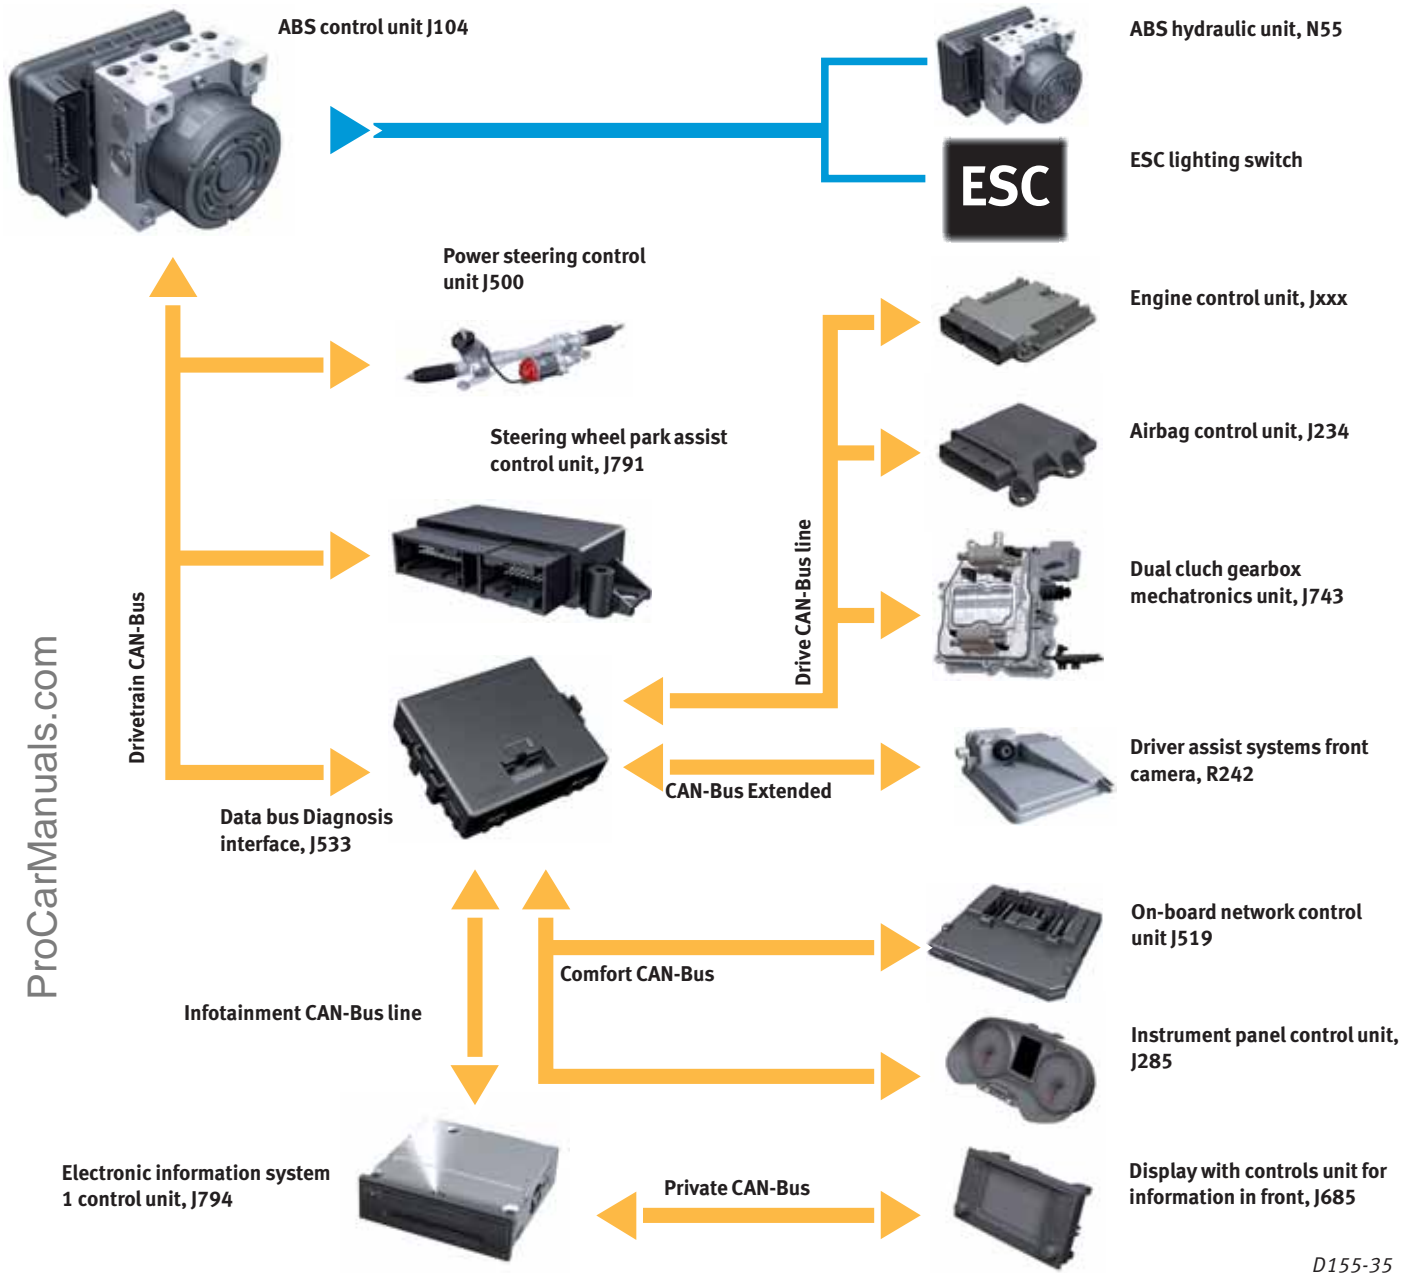 ABS control unit J104
ABS hydraulic unit, N55
ESC
ESC lighting switch
Power steering control
unit J500
Engine control unit, Jxxx
Steering wheel park assist
control unit, J791
Airbag control unit, J234
Drivetrain CAN-Bus
Drive CAN-Bus line
Dual cluch gearbox
mechatronics unit, J743
Data bus Diagnosis
interface, J533
CAN-Bus Extended
Driver assist systems front
camera, R242
Infotainment CAN-Bus line
Comfort CAN-Bus
On-board network control
unit J519
Instrument panel control unit,
J285
Electronic information system
1 control unit, J794
Private CAN-Bus
Display with controls unit for
information in front, J685
ProCarManuals.com
D155-35